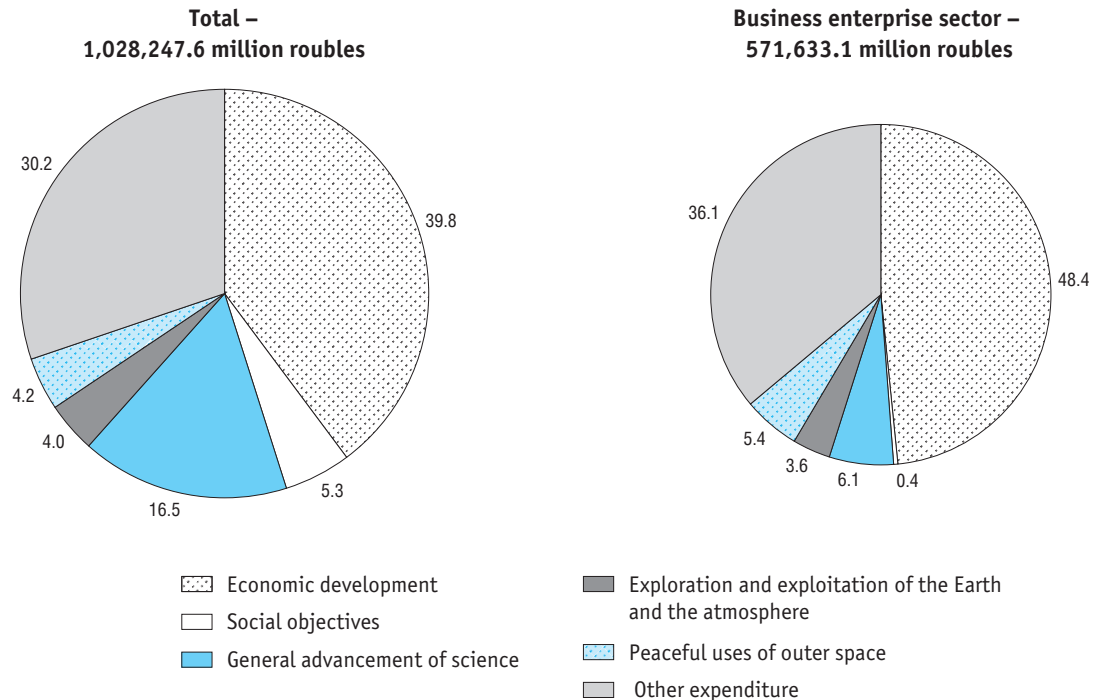 Total –
1,028,247.6 million roubles
30.2
39.8
4.2
4.0
16.5
5.3
Business enterprise sector –
571,633.1 million roubles
36.1
48.4
5.4
3.6
6.1
0.4
Economic development
Social objectives
General advancement of science
Exploration and exploitation of the Earth
and the atmosphere
Peaceful uses of outer space
Other expenditure